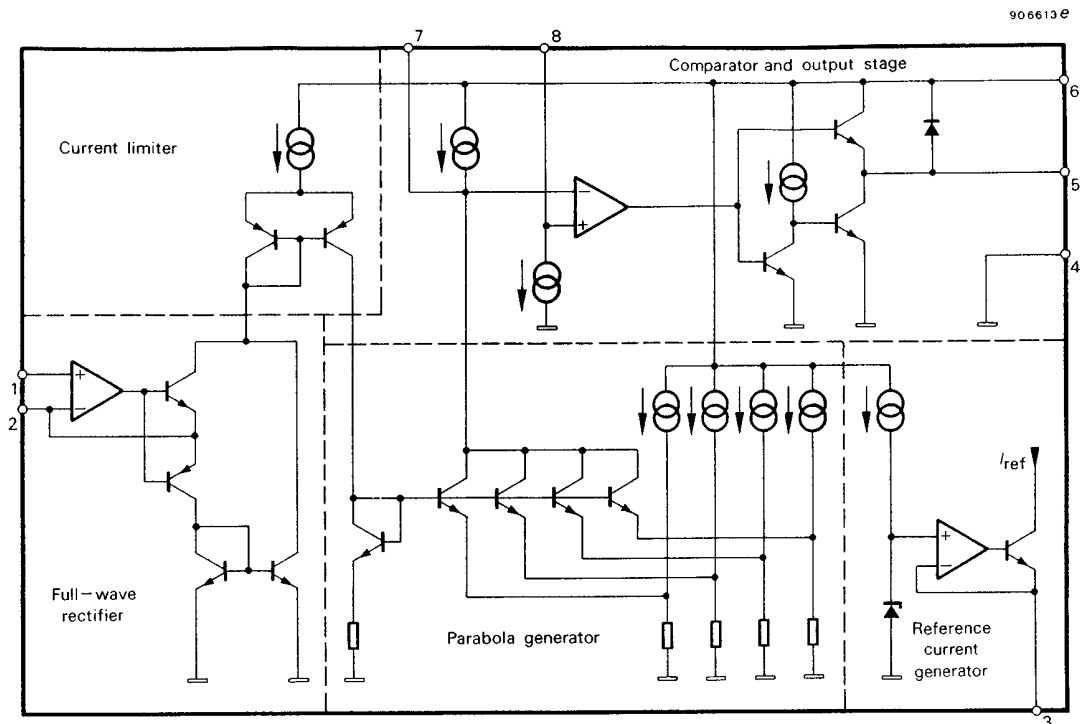 906613e
7
8
Comparator and output stage
6
Current limiter
5
4
+
−
−
+
1
2
Full-wave
rectifier
Parabola generator
Iref
+
−
Reference
current
generator
3